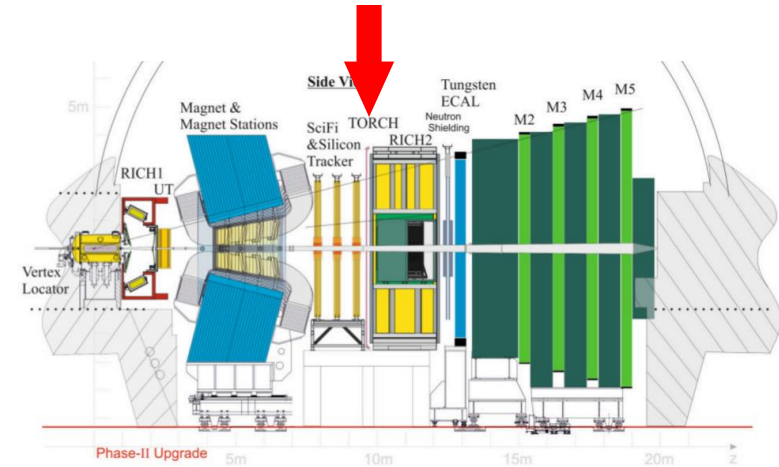 Side Vi
5m
Magnet &
Magnet Stations
SciFi
&Silicon
Tracker
TORCH
RICH2
Neutron
Shielding
Tungsten
ECAL
M2
M3
M4
M5
RICH1
UT
Vertex
Locator
Phase-II Upgrade
5m
10m
15m
20m
z